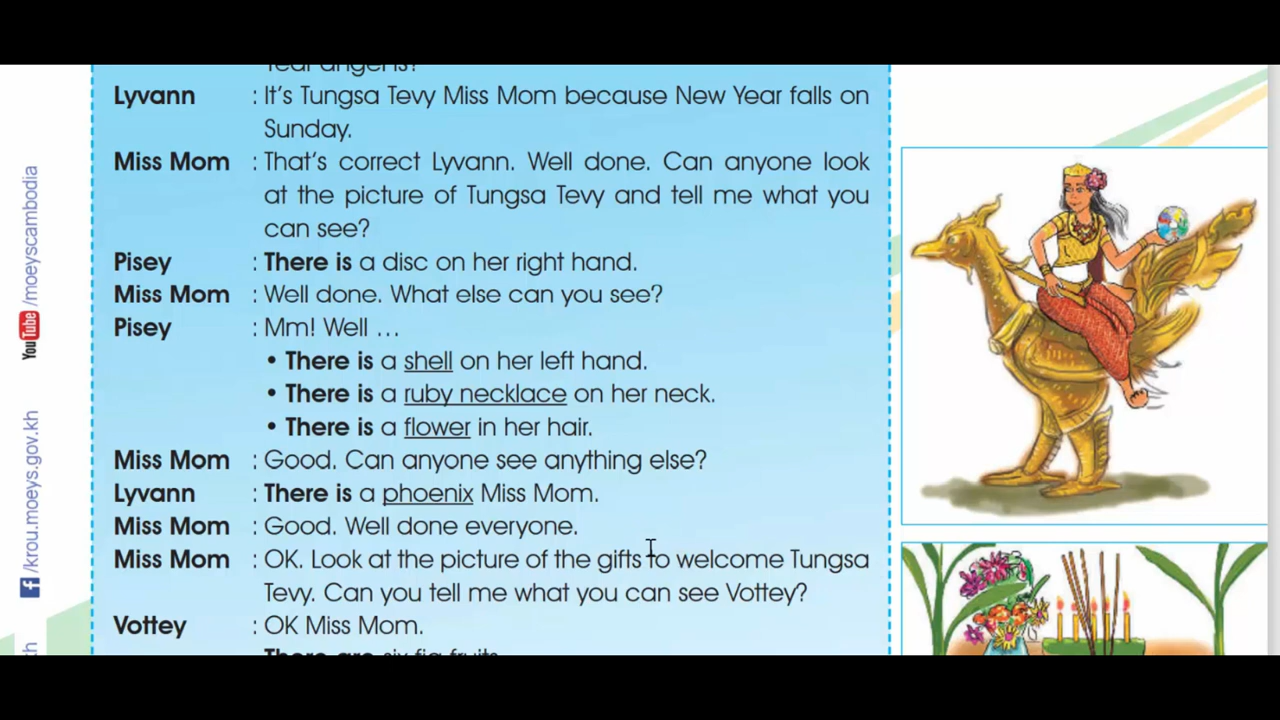 Lyvann : It's Tungsa Tevy Miss Mom because New Year falls on
Sunday.
Miss Mom : That's correct Lyvann. Well done. Can anyone look
at the picture of Tungsa Tevy and tell me what you
can see?
Pisey : There is a disc on her right hand.
Miss Mom : Well done. What else can you see?
Pisey : Mm! Well ...
• There is a shell on her left hand.
• There is a ruby necklace on her neck.
• There is a flower in her hair.
Miss Mom : Good. Can anyone see anything else?
Lyvann : There is a phoenix Miss Mom.
Miss Mom : Good. Well done everyone.
Miss Mom : OK. Look at the picture of the gifts to welcome Tungsa
Tevy. Can you tell me what you can see Vottey?
Vottey : OK Miss Mom.
There are six fig fruits
YouTube /moeyscambodia
f /krou.moeys.gov.kh
kh